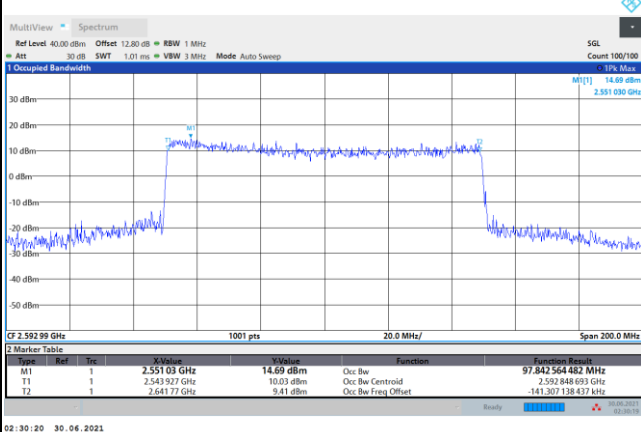 MultiView Spectrum
Ref Level 40.00 dBm Offset 12.80 dB RBW 1 MHz SGL
Att 30 dB SWT 1.01 ms VBW 3 MHz Mode Auto Sweep Count 100/100
1 Occupied Bandwidth 1Pk Max
M1[1] 14.69 dBm
2.551 030 GHz
30 dBm
20 dBm
M1
T1 T2
10 dBm
0 dBm
-10 dBm
-20 dBm
-30 dBm
-40 dBm
-50 dBm
CF 2.592 99 GHz 1001 pts 20.0 MHz/ Span 200.0 MHz
2 Marker Table
Type Ref Trc X-Value Y-Value Function Function Result
M1 1 2.551 03 GHz 14.69 dBm Occ Bw 97.842 564 482 MHz
T1 1 2.543 927 GHz 10.03 dBm Occ Bw Centroid 2.592 848 693 GHz
T2 1 2.641 77 GHz 9.41 dBm Occ Bw Freq Offset -141.307 138 437 kHz
Ready 30.06.2021
02:30:19
02:30:20 30.06.2021